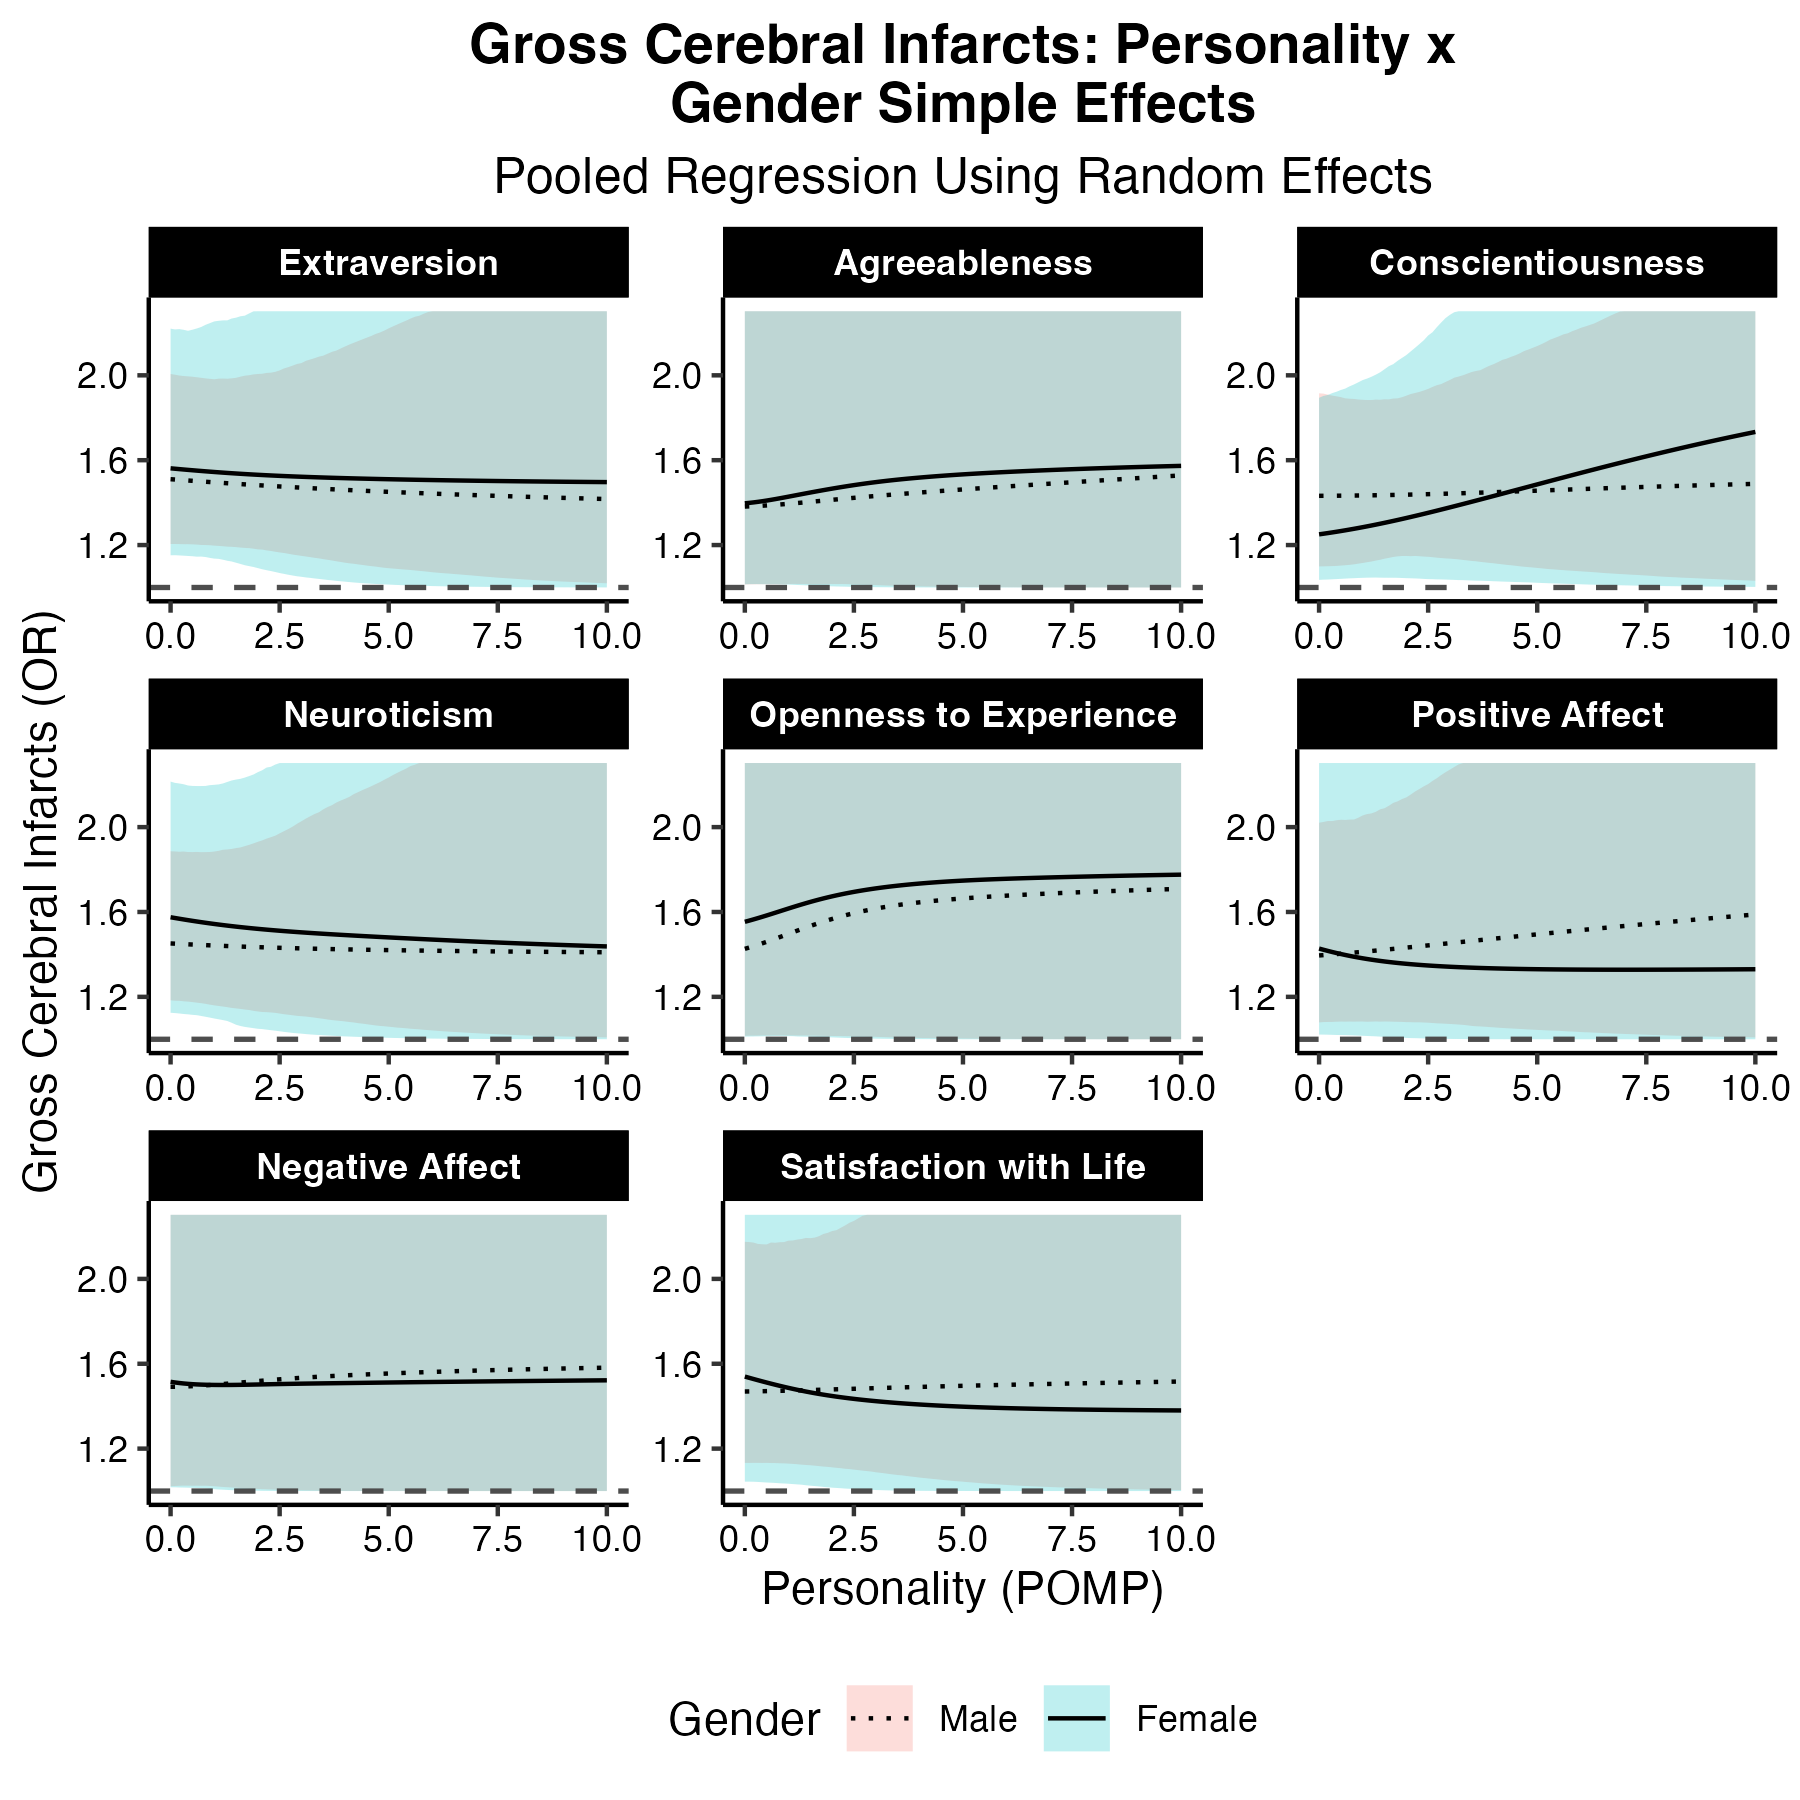 Gross Cerebral Infarcts: Personality x
Gender Simple Effects
Pooled Regression Using Random Effects
Gross Cerebral Infarcts (OR)
Extraversion
2.0
1.6
1.2
0.0 2.5 5.0 7.5 10.0
Agreeableness
2.0
1.6
1.2
0.0 2.5 5.0 7.5 10.0
Conscientiousness
2.0
1.6
1.2
0.0 2.5 5.0 7.5 10.0
Neuroticism
2.0
1.6
1.2
0.0 2.5 5.0 7.5 10.0
Openness to Experience
2.0
1.6
1.2
0.0 2.5 5.0 7.5 10.0
Positive Affect
2.0
1.6
1.2
0.0 2.5 5.0 7.5 10.0
Negative Affect
2.0
1.6
1.2
0.0 2.5 5.0 7.5 10.0
Satisfaction with Life
2.0
1.6
1.2
0.0 2.5 5.0 7.5 10.0
Personality (POMP)
Gender Male Female